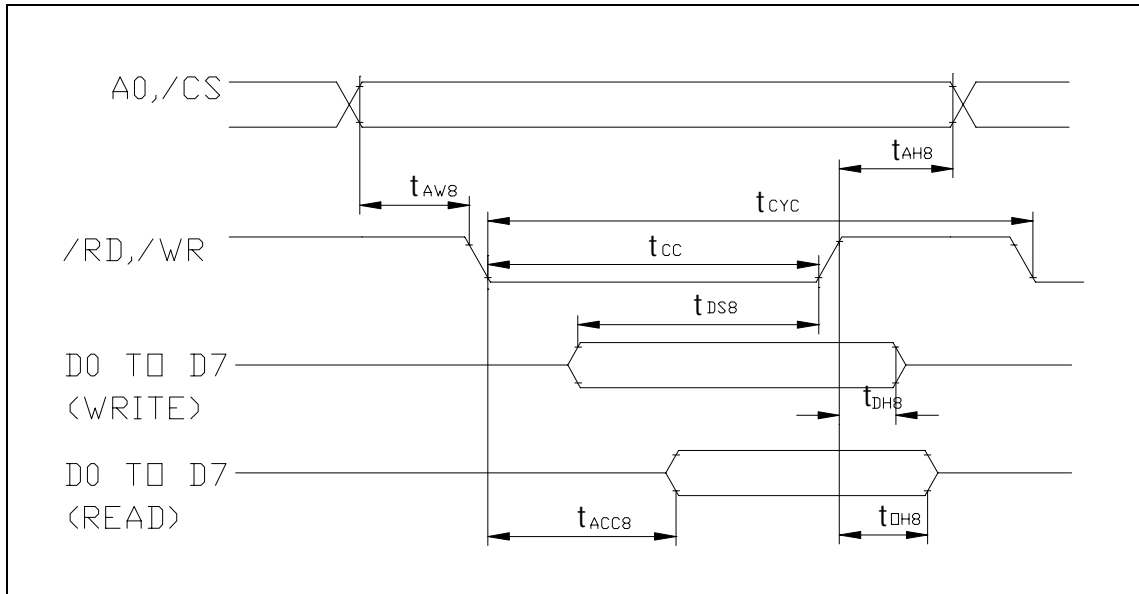 A0,/CS
tAH8
tAW8
tCYC
/RD,/WR
tCC
tDS8
D0 TO D7
(WRITE)
tDH8
D0 TO D7
(READ)
tACC8
tOH8